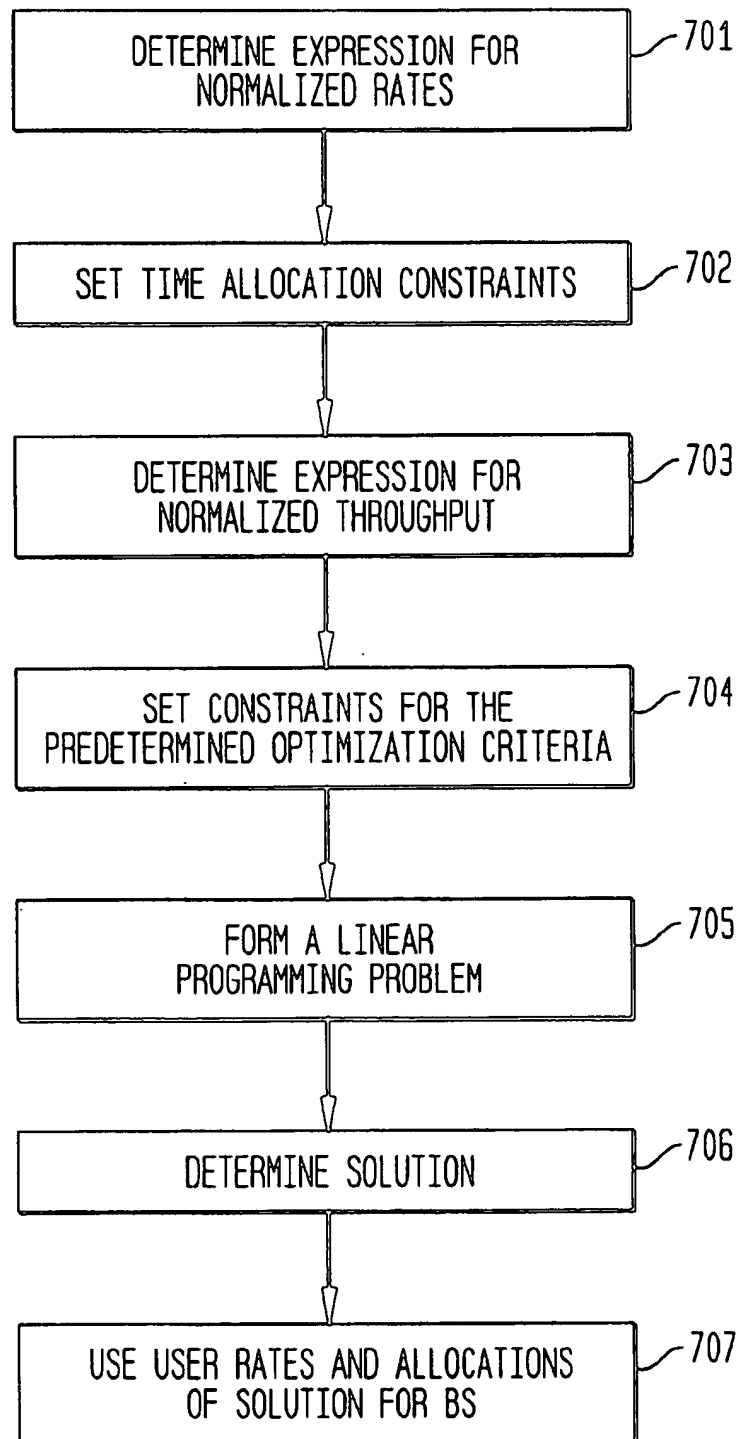 DETERMINE EXPRESSION FOR
NORMALIZED RATES
701
SET TIME ALLOCATION CONSTRAINTS
702
DETERMINE EXPRESSION FOR
NORMALIZED THROUGHPUT
703
SET CONSTRAINTS FOR THE
PREDETERMINED OPTIMIZATION CRITERIA
704
FORM A LINEAR
PROGRAMMING PROBLEM
705
DETERMINE SOLUTION
706
USE USER RATES AND ALLOCATIONS
OF SOLUTION FOR BS
707